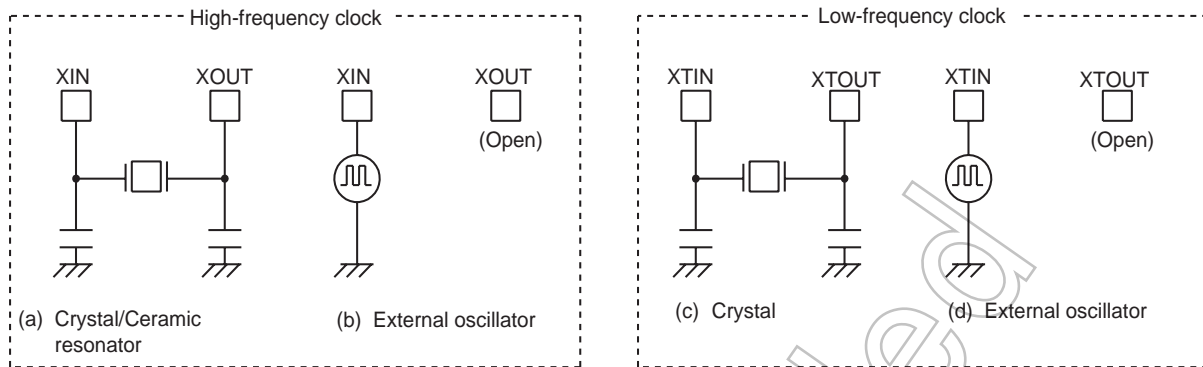 High-frequency clock
XIN XOUT XIN XOUT
(Open)
(a) Crystal/Ceramic
resonator
(b) External oscillator
Low-frequency clock
XTIN XTOUT XTIN XTOUT
(Open)
(c) Crystal
(d) External oscillator